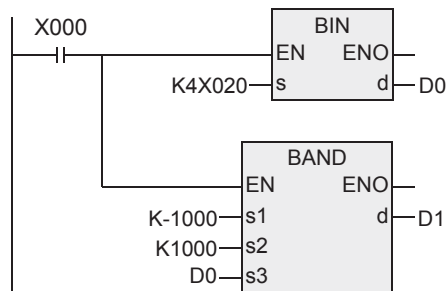 X000
BIN
EN ENO
K4X020 s d D0
BAND
EN ENO
K-1000 s1 d D1
K1000 s2
D0 s3